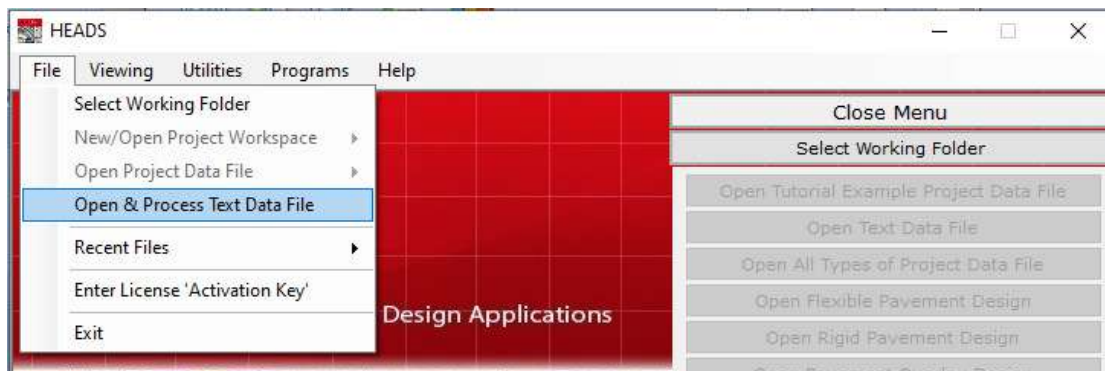 HEADS
File Viewing Utilities Programs Help
Select Working Folder
New/Open Project Workspace
Open Project Data File
Open & Process Text Data File
Recent Files
Enter License 'Activation Key'
Exit
Design Applications
Close Menu
Select Working Folder
Open Tutorial Example Project Data File
Open Text Data File
Open All Types of Project Data File
Open Flexible Pavement Design
Open Rigid Pavement Design